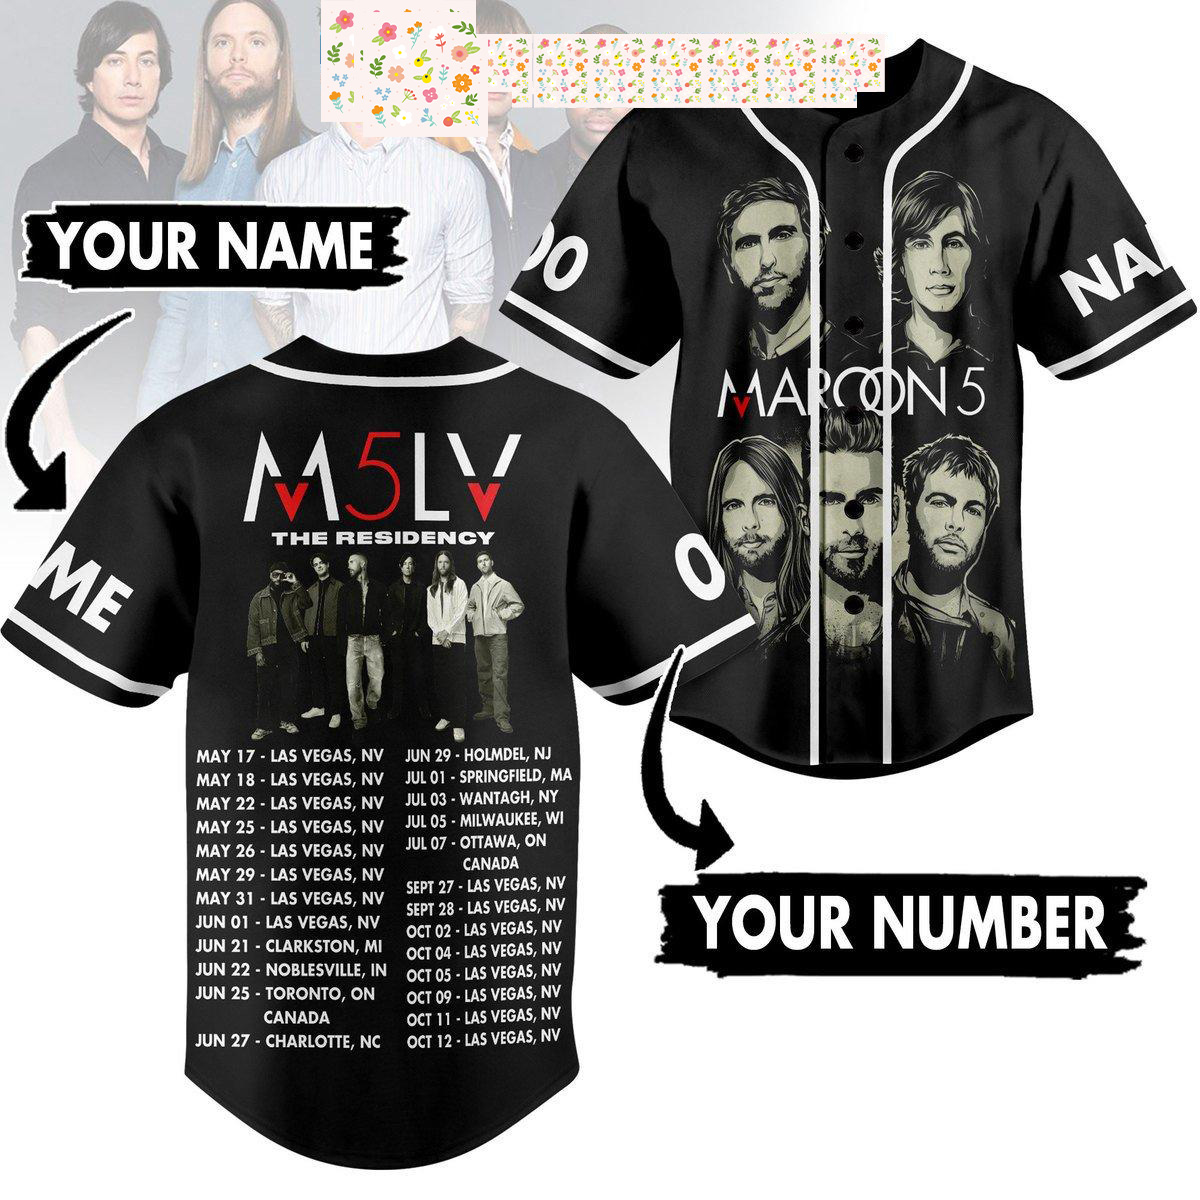 YOUR NAME
00
NA
MAROON 5
M5LV
THE RESIDENCY
ME
0
MAY 17 - LAS VEGAS, NV
MAY 18 - LAS VEGAS, NV
MAY 22 - LAS VEGAS, NV
MAY 25 - LAS VEGAS, NV
MAY 26 - LAS VEGAS, NV
MAY 29 - LAS VEGAS, NV
MAY 31 - LAS VEGAS, NV
JUN 01 - LAS VEGAS, NV
JUN 21 - CLARKSTON, MI
JUN 22 - NOBLESVILLE, IN
JUN 25 - TORONTO, ON
CANADA
JUN 27 - CHARLOTTE, NC
JUN 29 - HOLMDEL, NJ
JUL 01 - SPRINGFIELD, MA
JUL 03 - WANTAGH, NY
JUL 05 - MILWAUKEE, WI
JUL 07 - OTTAWA, ON
CANADA
SEPT 27 - LAS VEGAS, NV
SEPT 28 - LAS VEGAS, NV
OCT 02 - LAS VEGAS, NV
OCT 04 - LAS VEGAS, NV
OCT 05 - LAS VEGAS, NV
OCT 09 - LAS VEGAS, NV
OCT 11 - LAS VEGAS, NV
OCT 12 - LAS VEGAS, NV
YOUR NUMBER